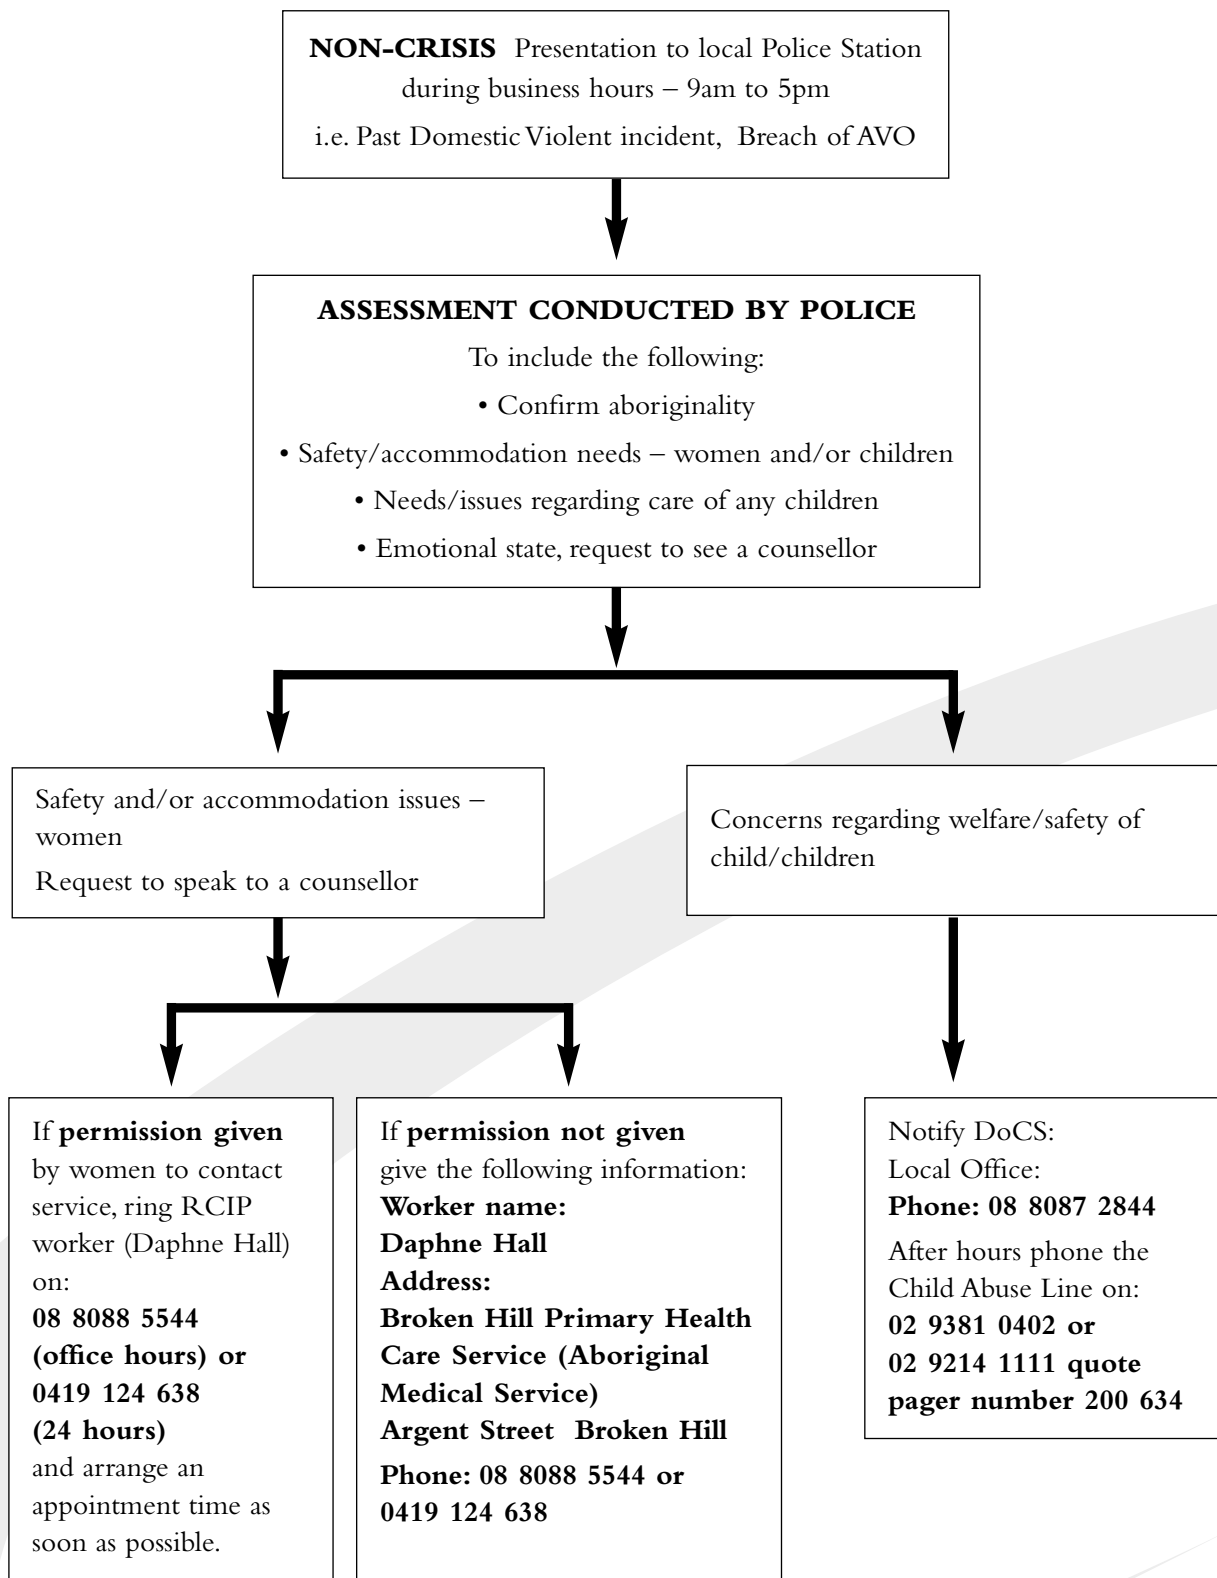 NON-CRISIS Presentation to local Police Station
during business hours – 9am to 5pm
i.e. Past Domestic Violent incident, Breach of AVO
ASSESSMENT CONDUCTED BY POLICE
To include the following:
• Confirm aboriginality
• Safety/accommodation needs – women and/or children
• Needs/issues regarding care of any children
• Emotional state, request to see a counsellor
Safety and/or accommodation issues –
women
Request to speak to a counsellor
Concerns regarding welfare/safety of
child/children
If permission given
by women to contact
service, ring RCIP
worker (Daphne Hall)
on:
08 8088 5544
(office hours) or
0419 124 638
(24 hours)
and arrange an
appointment time as
soon as possible.
If permission not given
give the following information:
Worker name:
Daphne Hall
Address:
Broken Hill Primary Health
Care Service (Aboriginal
Medical Service)
Argent Street Broken Hill
Phone: 08 8088 5544 or
0419 124 638
Notify DoCS:
Local Office:
Phone: 08 8087 2844
After hours phone the
Child Abuse Line on:
02 9381 0402 or
02 9214 1111 quote
pager number 200 634